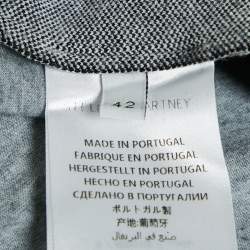 42
ARTNEY
MADE IN PORTUGAL
FABRIQUE EN PORTUGAL
HERGESTELLT IN PORTUGAL
HECHO EN PORTUGAL
СДЕЛАНО В ПОРТУГАЛИИ
ポルトガル製
产地:葡萄牙
صنع في البرتغال